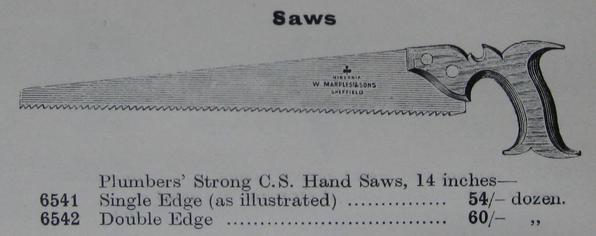 Saws
HIBERNIA
W. MARPLES & SONS
SHEFFIELD
Plumbers' Strong C.S. Hand Saws, 14 inches—
6541 Single Edge (as illustrated) ................ 54/– dozen.
6542 Double Edge .................................. 60/– „